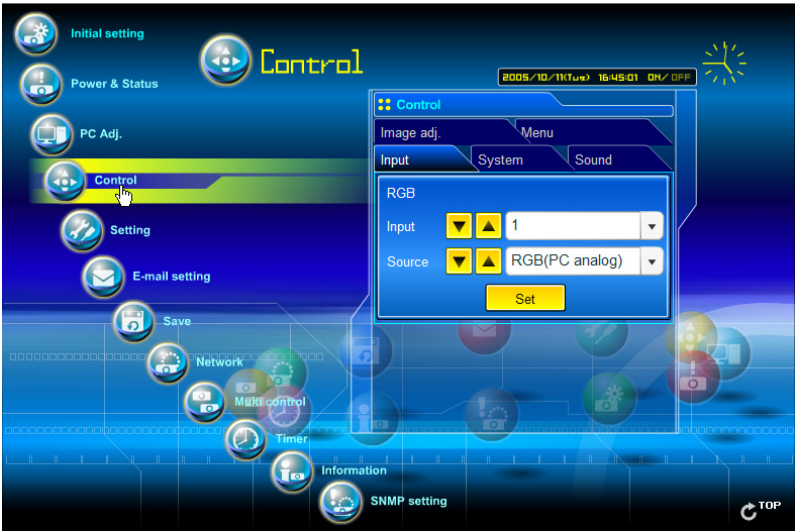 Initial setting
Power & Status
PC Adj.
Control
Setting
E-mail setting
Save
Network
Multi control
Timer
Information
SNMP setting
Control
2005/10/11(Tue) 16:45:01 ON/OFF
Control
Image adj. Menu
Input System Sound
RGB
Input 1
Source RGB(PC analog)
Set
TOP